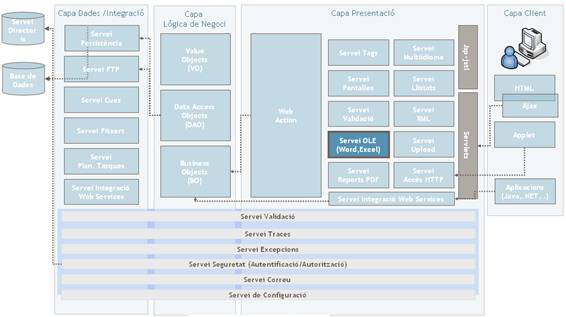 Servei
Directori
s
Base de
Dades
Capa Dades /Integració
Servei
Persistència
Servei FTP
Servei Cues
Servei Fitxers
Servei
Plan. Tasques
Servei Integració
Web Services
Capa
Lògica de Negoci
Value
Objects
(VO)
Data Access
Objects
(DAO)
Business
Objects
(BO)
Capa Presentació
Web
Action
Servei Tags
Servei
Pantalles
Servei
Validació
Servei OLE
(Word,Excel)
Servei
Reports PDF
Servei
Multiidioma
Servei
Llistats
Servei
XML
Servei
Upload
Servei
Accés HTTP
Servei Integració Web Services
Jsp-jstl
Servlets
Capa Client
HTML
Ajax
Applet
Aplicacions
(Java, .NET,..)
Servei Validació
Servei Traces
Servei Excepcions
Servei Seguretat (Autentificació/Autorització)
Servei Correu
Servei de Configuració